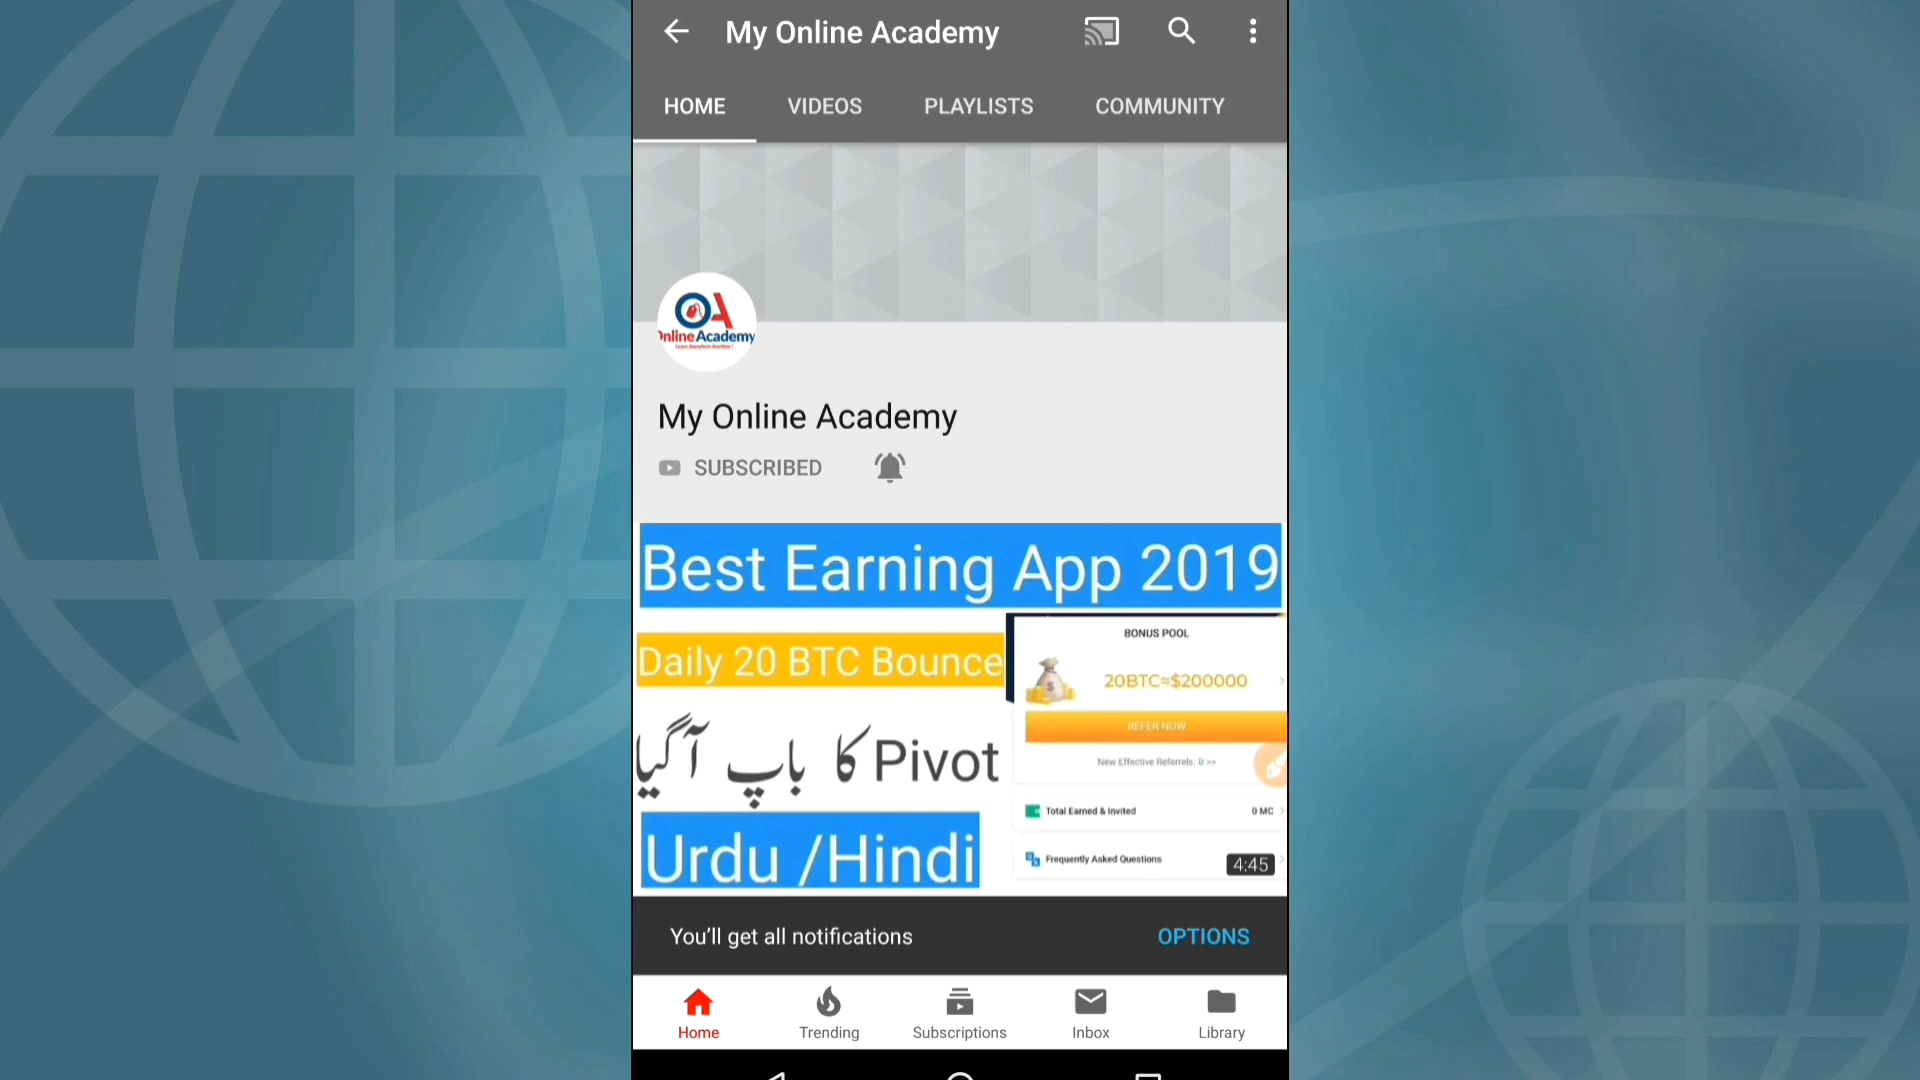 My Online Academy
HOME VIDEOS PLAYLISTS COMMUNITY
OA
Online Academy
Learn Anywhere Anytime !
My Online Academy
SUBSCRIBED
Best Earning App 2019
Daily 20 BTC Bounce
Pivot کا باپ آگیا
Urdu /Hindi
BONUS POOL
20BTC≈$200000
REFER NOW
New Effective Referrals: 0 >>
Total Earned & Invited 0 MC
Frequently Asked Questions
4:45
You'll get all notifications OPTIONS
Home Trending Subscriptions Inbox Library